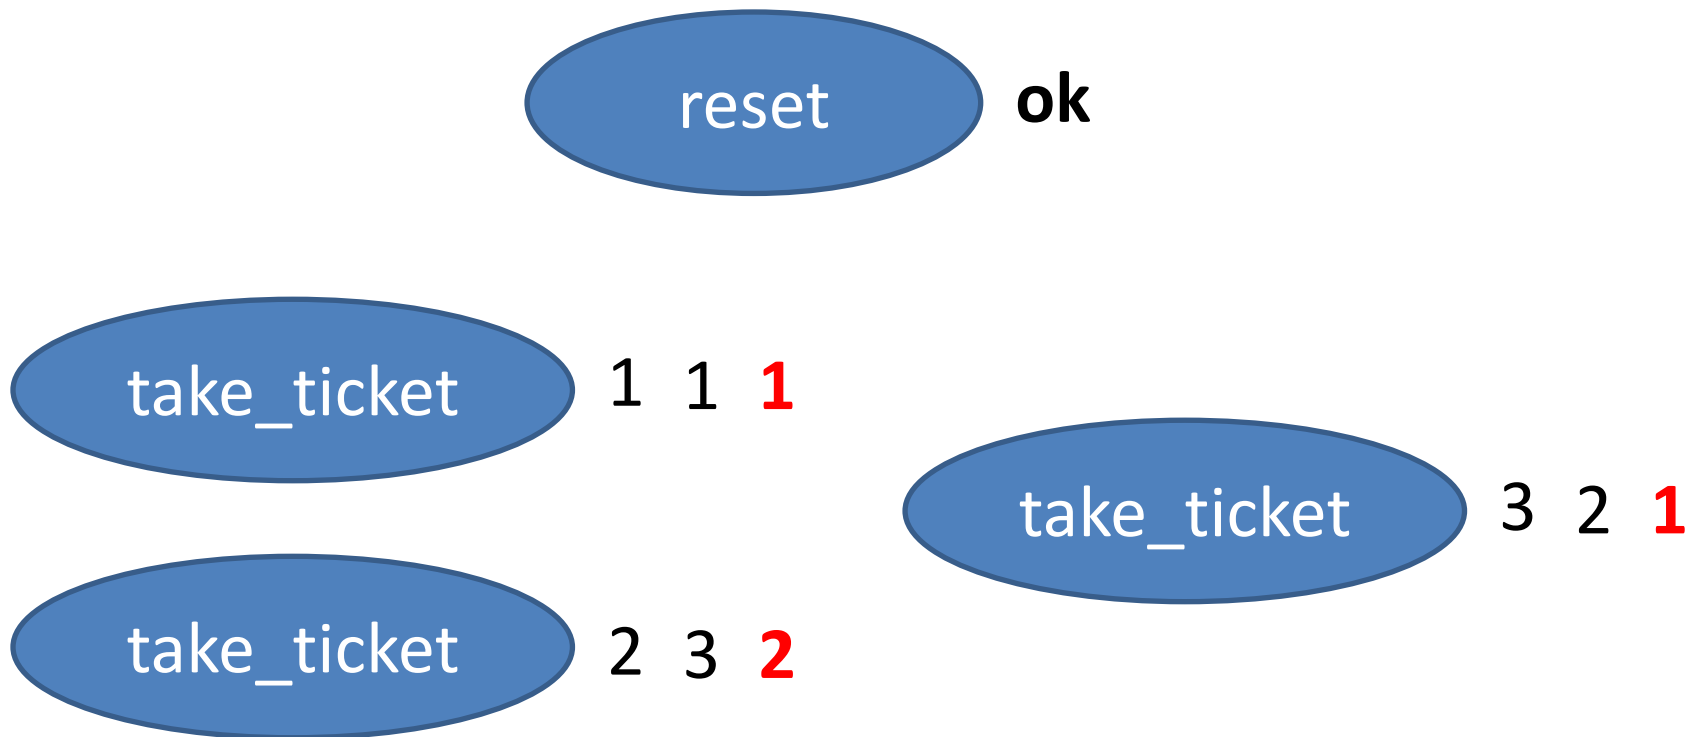 reset ok
take_ticket 1 1 1
take_ticket 3 2 1
take_ticket 2 3 2